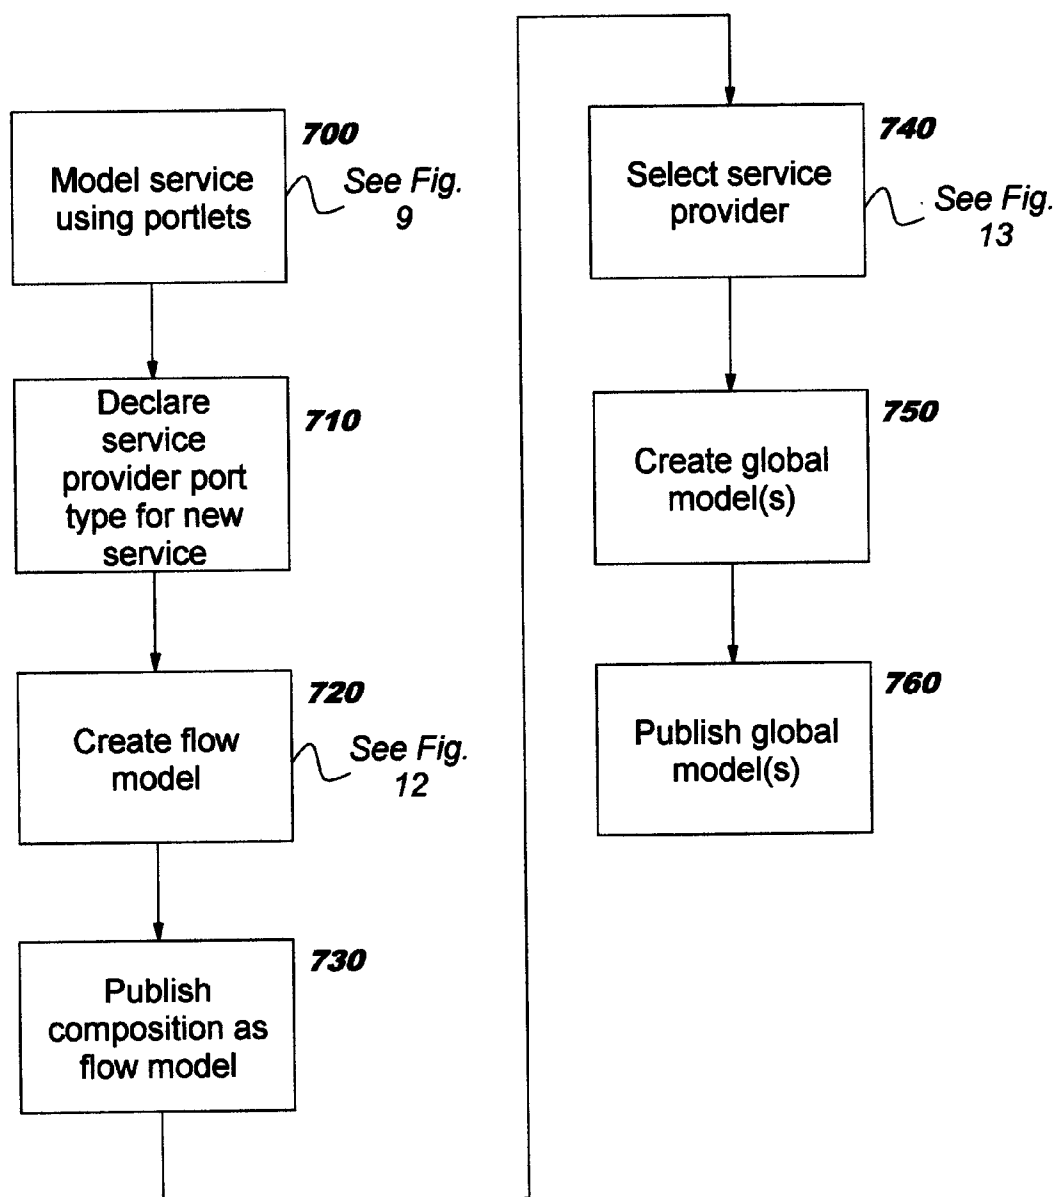 700
Model service
using portlets
See Fig.
9
Declare
service
provider port
type for new
service
710
720
Create flow
model
See Fig.
12
730
Publish
composition as
flow model
740
Select service
provider
See Fig.
13
750
Create global
model(s)
760
Publish global
model(s)